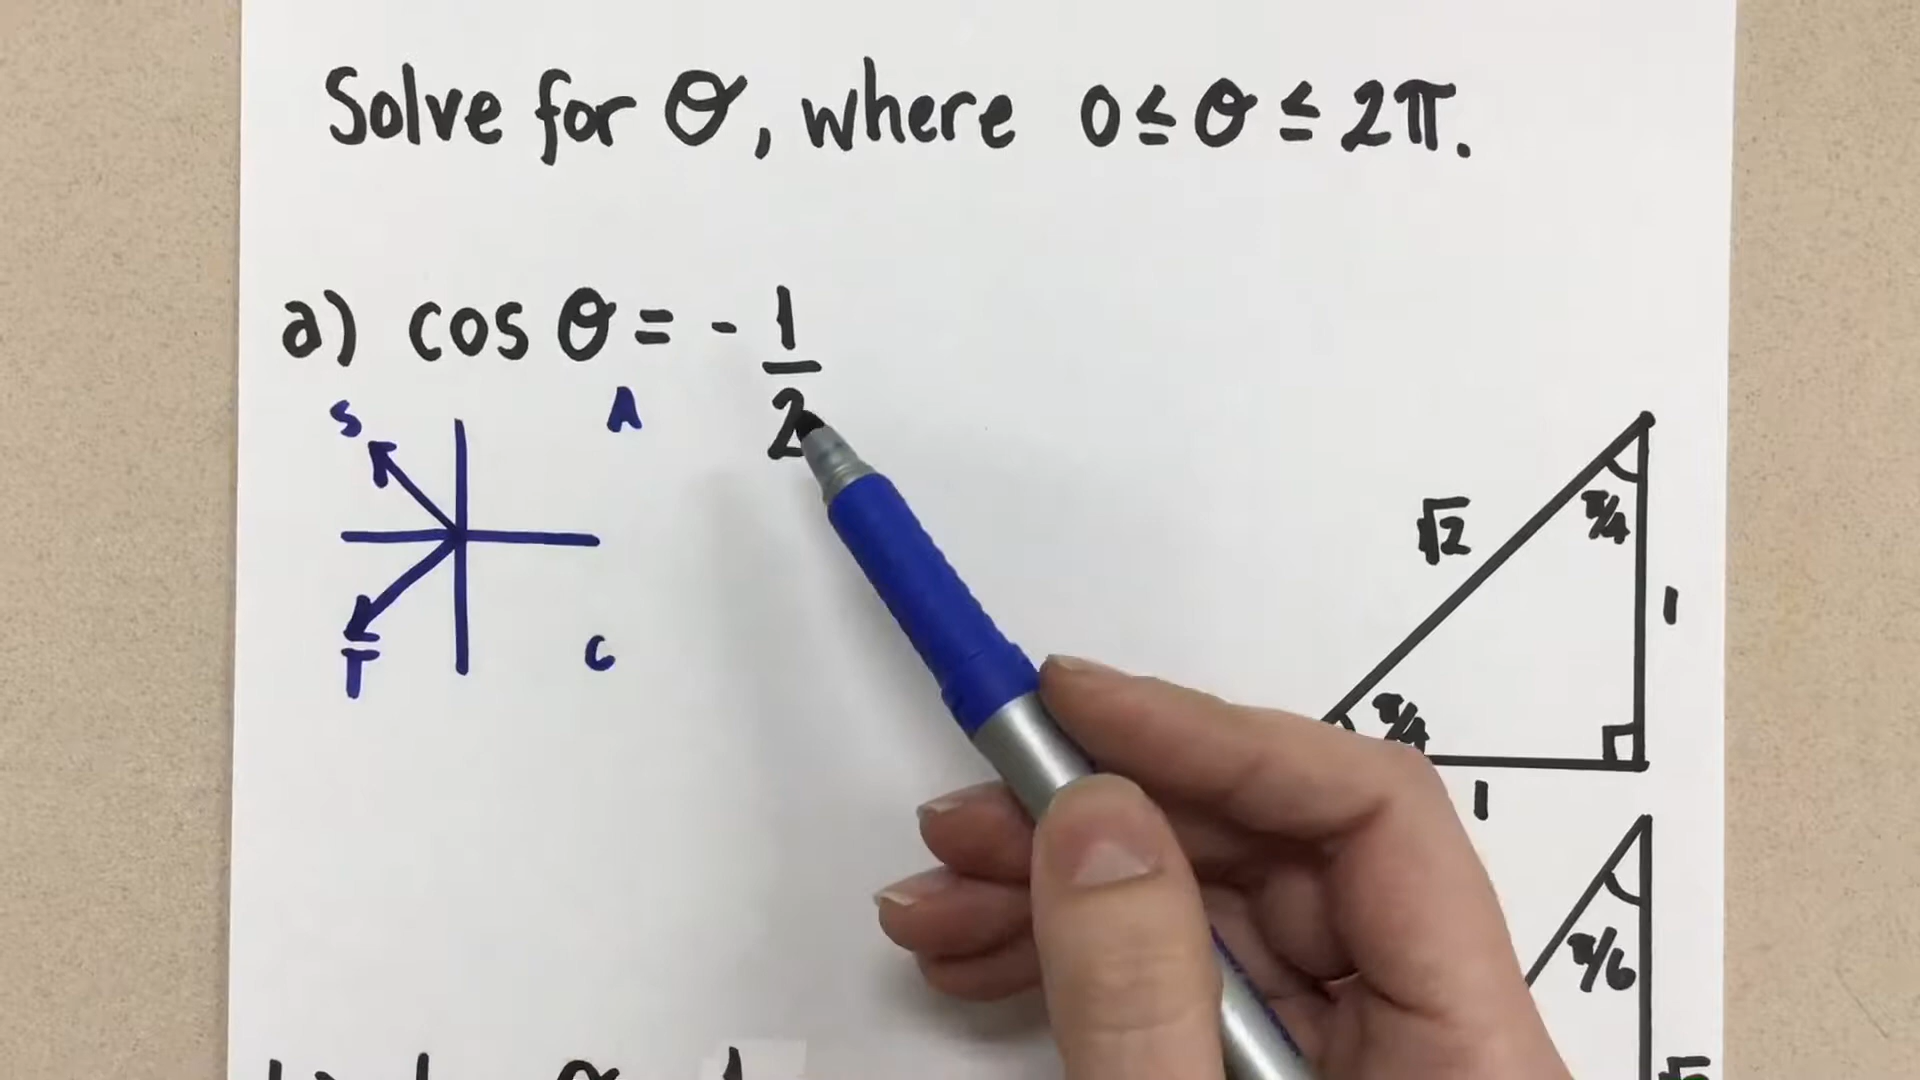 Solve for θ, where 0 ≤ θ ≤ 2π.
a) cos θ = - 1/2
S A
T C
√2 π/4 1
π/4
1
π/6